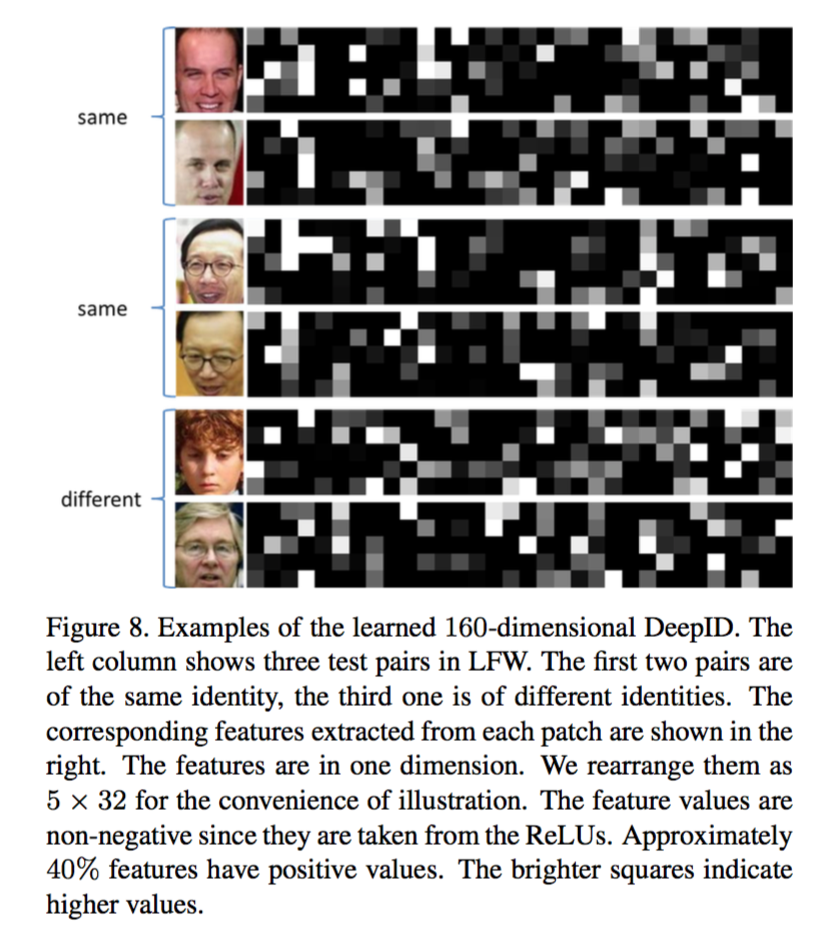 same
same
different
Figure 8. Examples of the learned 160-dimensional DeepID. The
left column shows three test pairs in LFW. The first two pairs are
of the same identity, the third one is of different identities. The
corresponding features extracted from each patch are shown in the
right. The features are in one dimension. We rearrange them as
5 × 32 for the convenience of illustration. The feature values are
non-negative since they are taken from the ReLUs. Approximately
40% features have positive values. The brighter squares indicate
higher values.